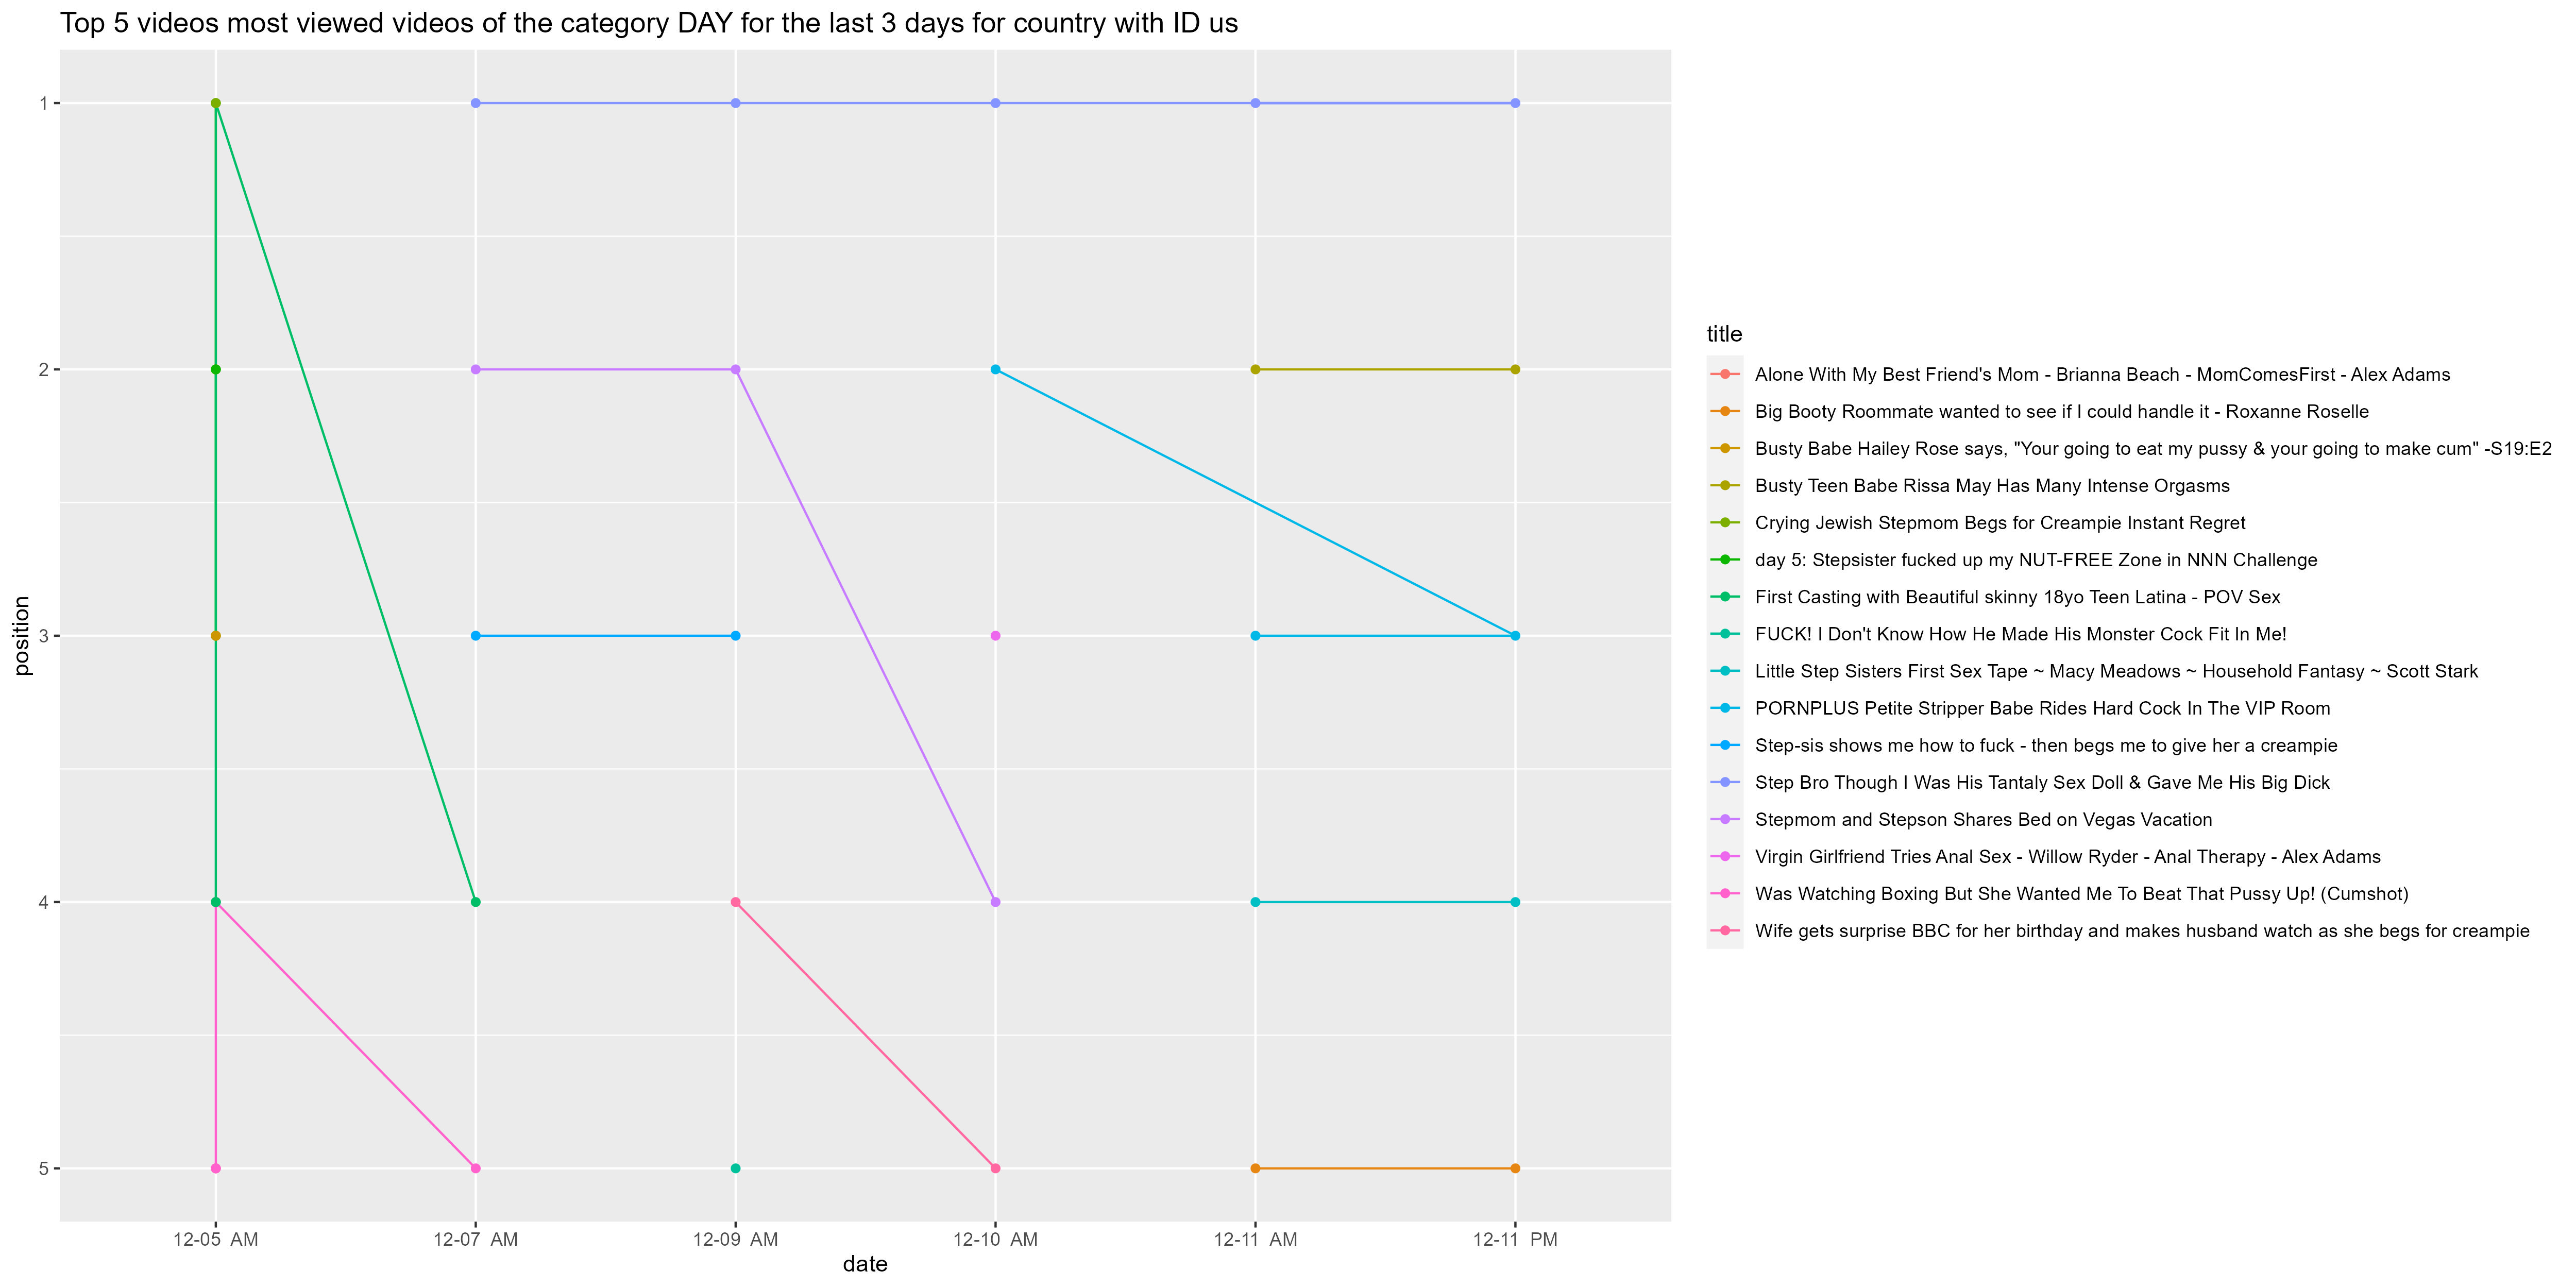 Top 5 videos most viewed videos of the category DAY for the last 3 days for country with ID us
1
2
3
4
5
position
12-05 AM
12-07 AM
12-09 AM
12-10 AM
12-11 AM
12-11 PM
date
title
Alone With My Best Friend's Mom - Brianna Beach - MomComesFirst - Alex Adams
Big Booty Roommate wanted to see if I could handle it - Roxanne Roselle
Busty Babe Hailey Rose says, "Your going to eat my pussy & your going to make cum" -S19:E2
Busty Teen Babe Rissa May Has Many Intense Orgasms
Crying Jewish Stepmom Begs for Creampie Instant Regret
day 5: Stepsister fucked up my NUT-FREE Zone in NNN Challenge
First Casting with Beautiful skinny 18yo Teen Latina - POV Sex
FUCK! I Don't Know How He Made His Monster Cock Fit In Me!
Little Step Sisters First Sex Tape ~ Macy Meadows ~ Household Fantasy ~ Scott Stark
PORNPLUS Petite Stripper Babe Rides Hard Cock In The VIP Room
Step-sis shows me how to fuck - then begs me to give her a creampie
Step Bro Though I Was His Tantaly Sex Doll & Gave Me His Big Dick
Stepmom and Stepson Shares Bed on Vegas Vacation
Virgin Girlfriend Tries Anal Sex - Willow Ryder - Anal Therapy - Alex Adams
Was Watching Boxing But She Wanted Me To Beat That Pussy Up! (Cumshot)
Wife gets surprise BBC for her birthday and makes husband watch as she begs for creampie